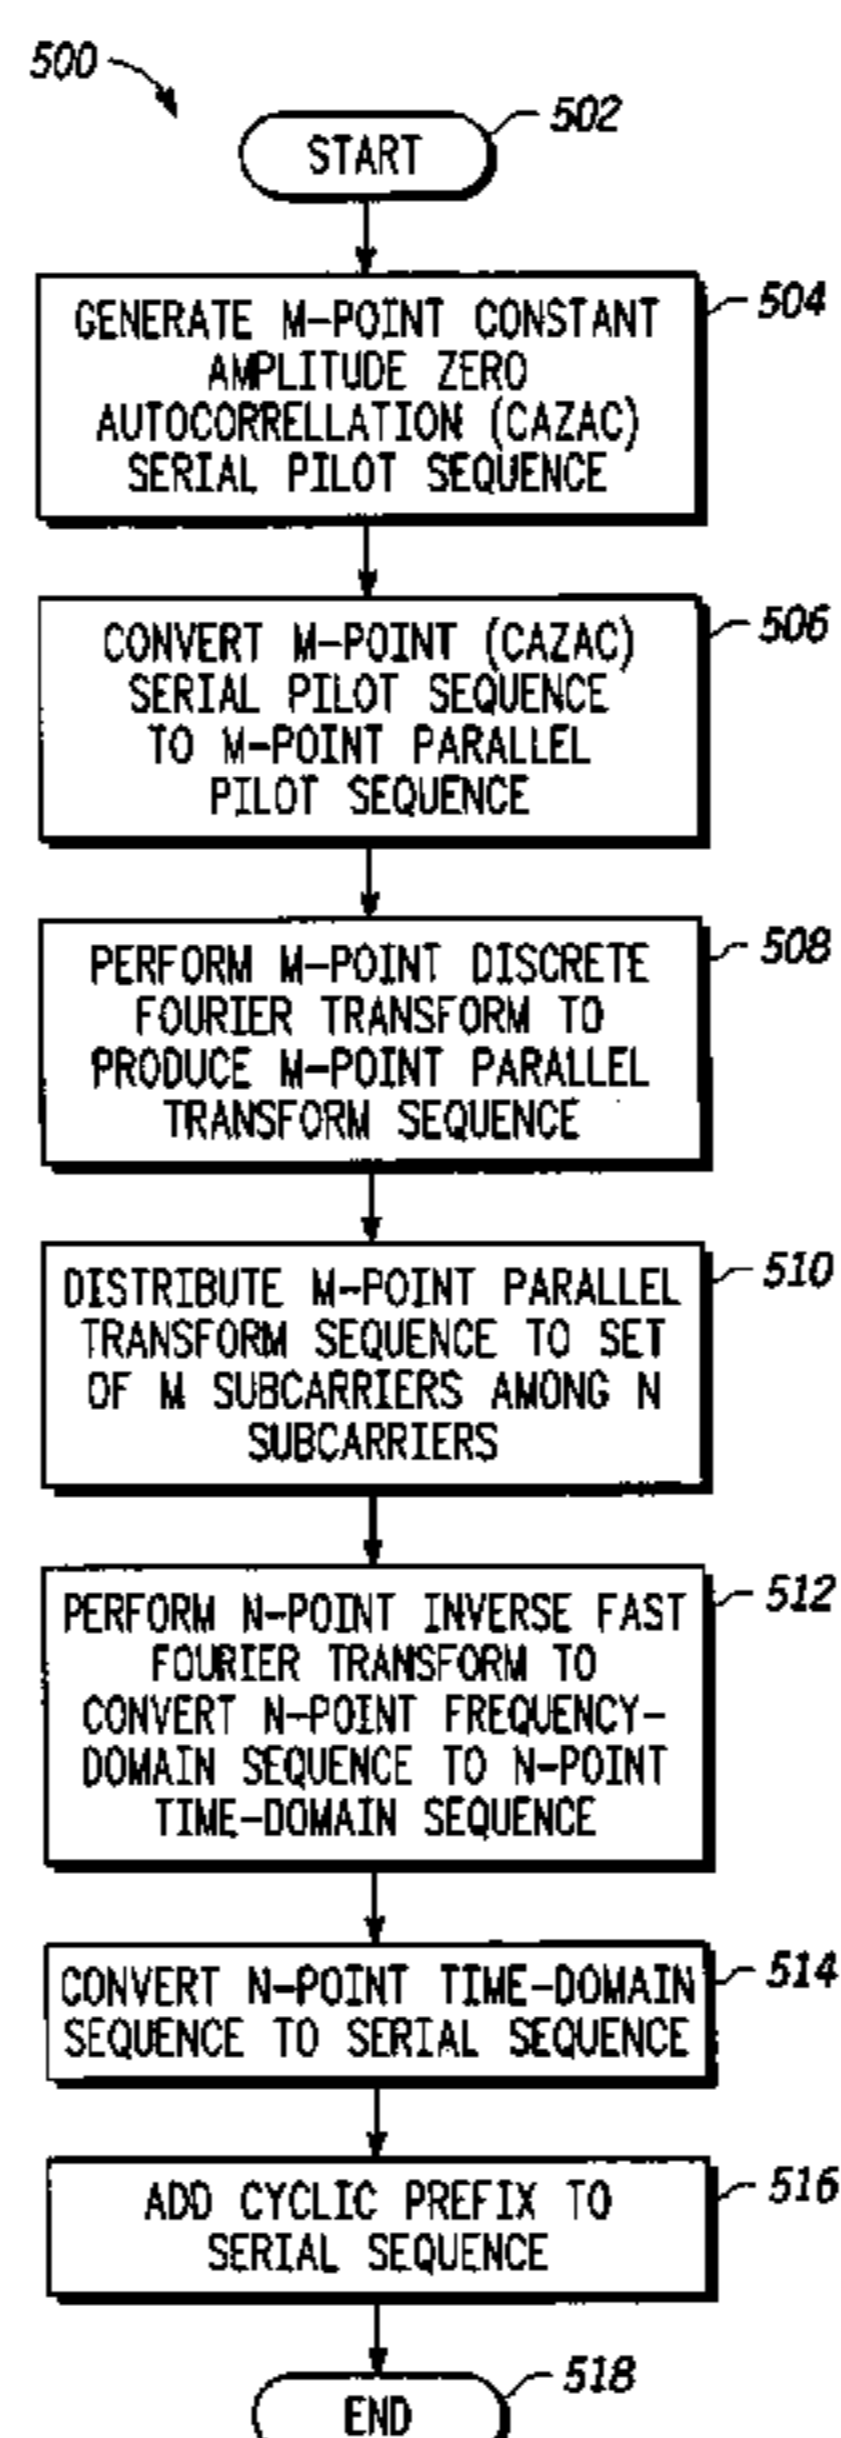 500
502
START
504
GENERATE M-POINT CONSTANT
AMPLITUDE ZERO
AUTOCORRELLATION (CAZAC)
SERIAL PILOT SEQUENCE
506
CONVERT M-POINT (CAZAC)
SERIAL PILOT SEQUENCE
TO M-POINT PARALLEL
PILOT SEQUENCE
508
PERFORM M-POINT DISCRETE
FOURIER TRANSFORM TO
PRODUCE M-POINT PARALLEL
TRANSFORM SEQUENCE
510
DISTRIBUTE M-POINT PARALLEL
TRANSFORM SEQUENCE TO SET
OF M SUBCARRIERS AMONG N
SUBCARRIERS
512
PERFORM N-POINT INVERSE FAST
FOURIER TRANSFORM TO
CONVERT N-POINT FREQUENCY-
DOMAIN SEQUENCE TO N-POINT
TIME-DOMAIN SEQUENCE
514
CONVERT N-POINT TIME-DOMAIN
SEQUENCE TO SERIAL SEQUENCE
516
ADD CYCLIC PREFIX TO
SERIAL SEQUENCE
518
END